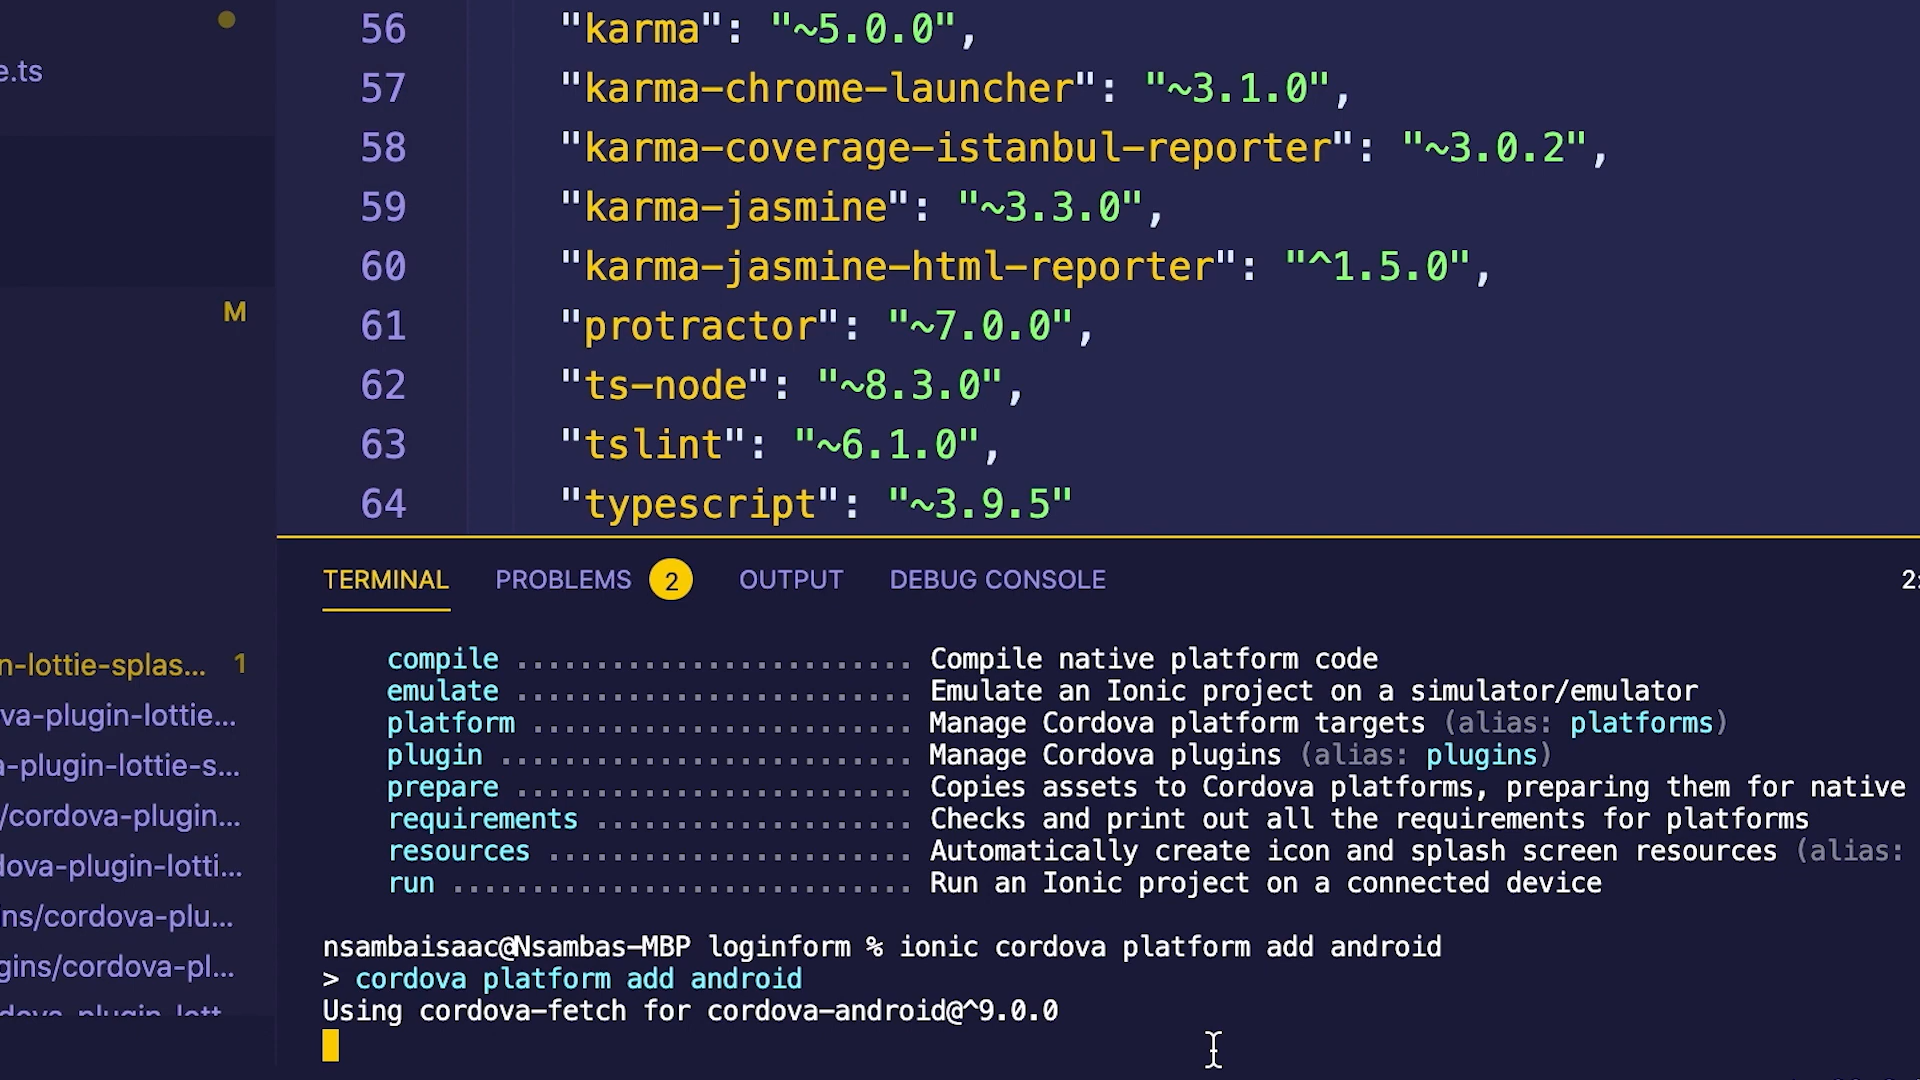 e.ts
M
n-lottie-splas... 1
va-plugin-lottie...
a-plugin-lottie-s...
/cordova-plugin...
dova-plugin-lotti...
ns/cordova-plu...
gins/cordova-pl...
dova-plugin-lott
56 "karma": "~5.0.0",
57 "karma-chrome-launcher": "~3.1.0",
58 "karma-coverage-istanbul-reporter": "~3.0.2",
59 "karma-jasmine": "~3.3.0",
60 "karma-jasmine-html-reporter": "^1.5.0",
61 "protractor": "~7.0.0",
62 "ts-node": "~8.3.0",
63 "tslint": "~6.1.0",
64 "typescript": "~3.9.5"
TERMINAL PROBLEMS 2 OUTPUT DEBUG CONSOLE 2:
compile ......................... Compile native platform code
emulate ......................... Emulate an Ionic project on a simulator/emulator
platform ........................ Manage Cordova platform targets (alias: platforms)
plugin .......................... Manage Cordova plugins (alias: plugins)
prepare ......................... Copies assets to Cordova platforms, preparing them for native
requirements .................... Checks and print out all the requirements for platforms
resources ....................... Automatically create icon and splash screen resources (alias:
run ............................. Run an Ionic project on a connected device
nsambaisaac@Nsambas-MBP loginform % ionic cordova platform add android
> cordova platform add android
Using cordova-fetch for cordova-android@^9.0.0